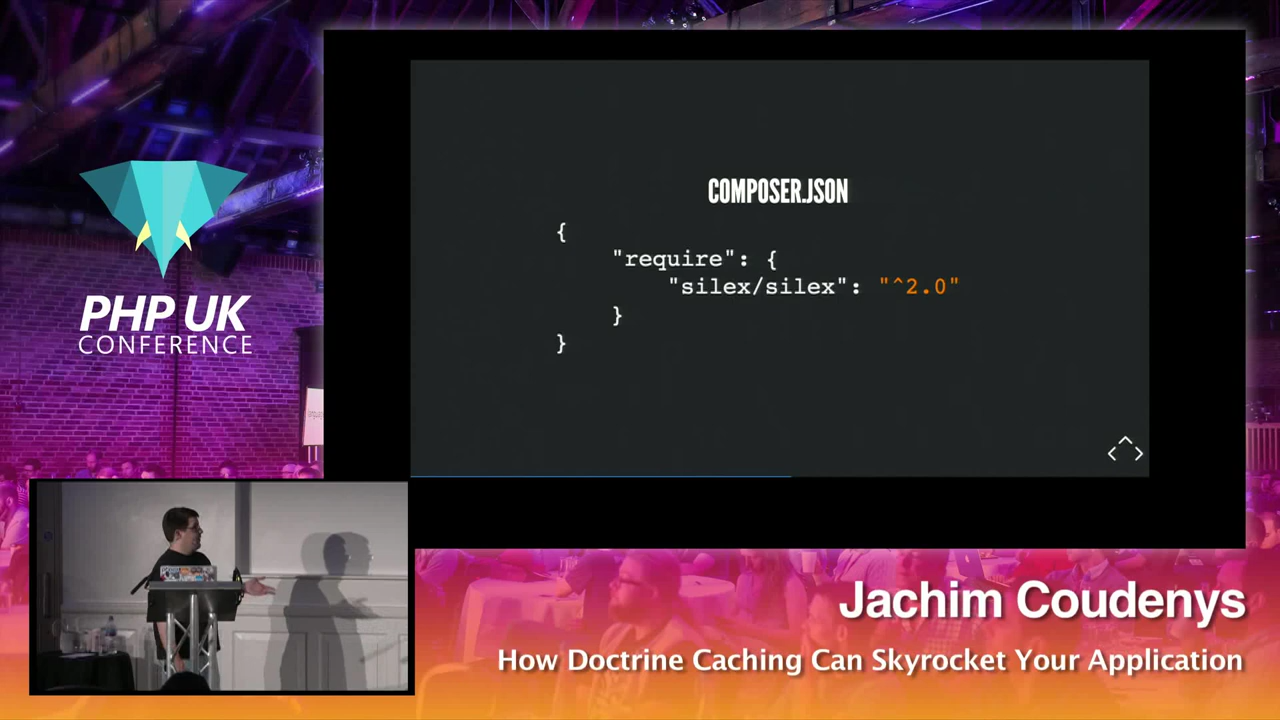 COMPOSER.JSON
{
"require": {
"silex/silex": "^2.0"
}
}
PHP UK
CONFERENCE
Jachim Coudenys
How Doctrine Caching Can Skyrocket Your Application